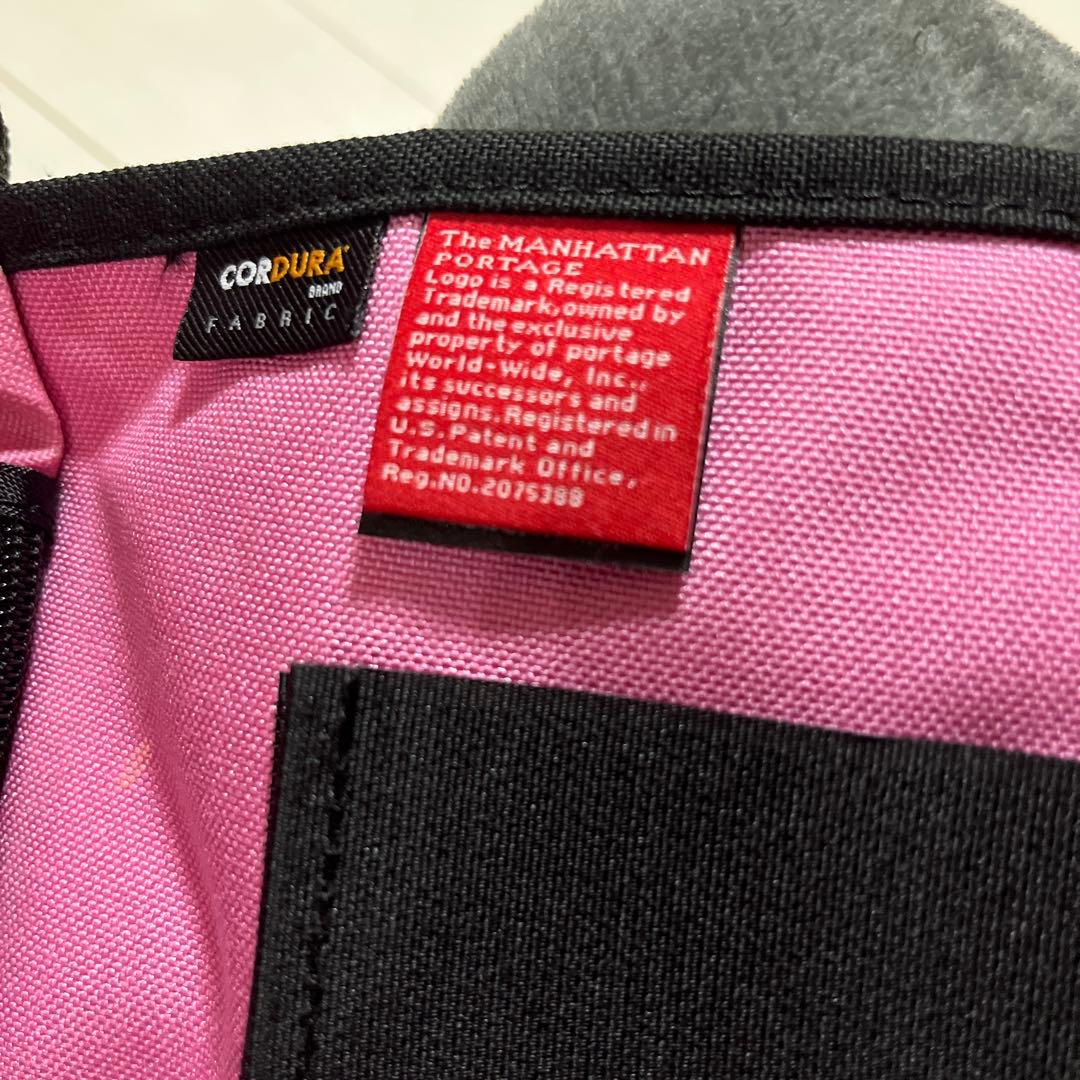 CORDURA
BRAND
FABRIC
The MANHATTAN
PORTAGE
Logo is a Registered
Trademark, owned by
and the exclusive
property of portage
World-Wide, Inc.,
its successors and
assigns. Registered in
U.S. Patent and
Trademark Office,
Reg.NO.2075388